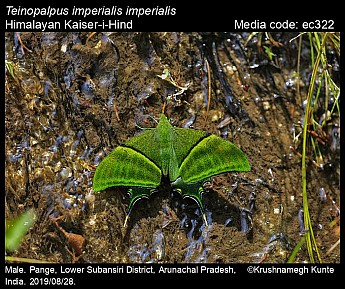 Teinopalpus imperialis imperialis
Himalayan Kaiser-i-Hind Media code: ec322
Male. Pange, Lower Subansiri District, Arunachal Pradesh, ©Krushnamegh Kunte
India. 2019/08/28.